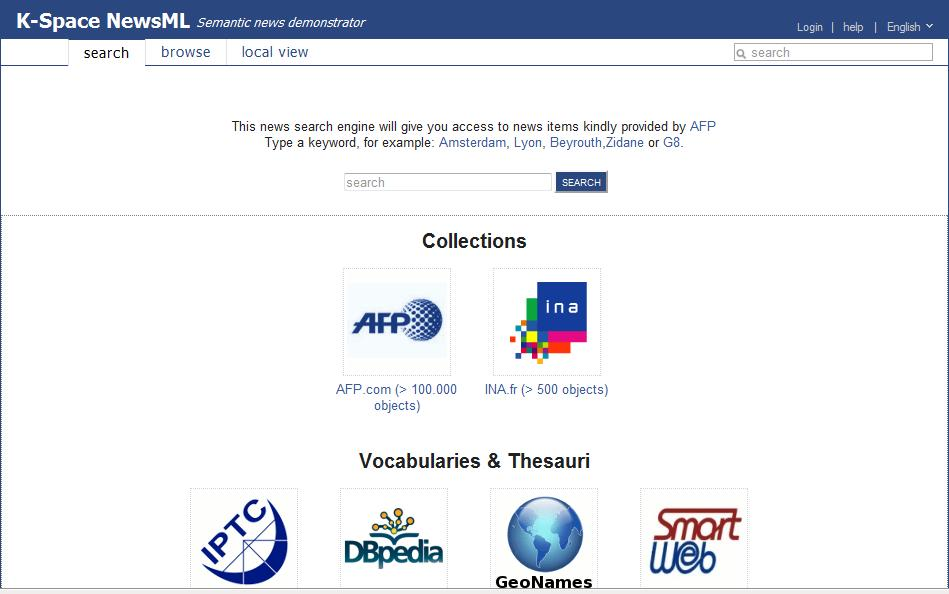 K-Space NewsML Semantic news demonstrator
Login | help | English
search browse local view search
This news search engine will give you access to news items kindly provided by AFP
Type a keyword, for example: Amsterdam, Lyon, Beyrouth,Zidane or G8.
search SEARCH
Collections
AFP ina
AFP.com (> 100.000 INA.fr (> 500 objects)
objects)
Vocabularies & Thesauri
IPTC DBpedia GeoNames Smart Web